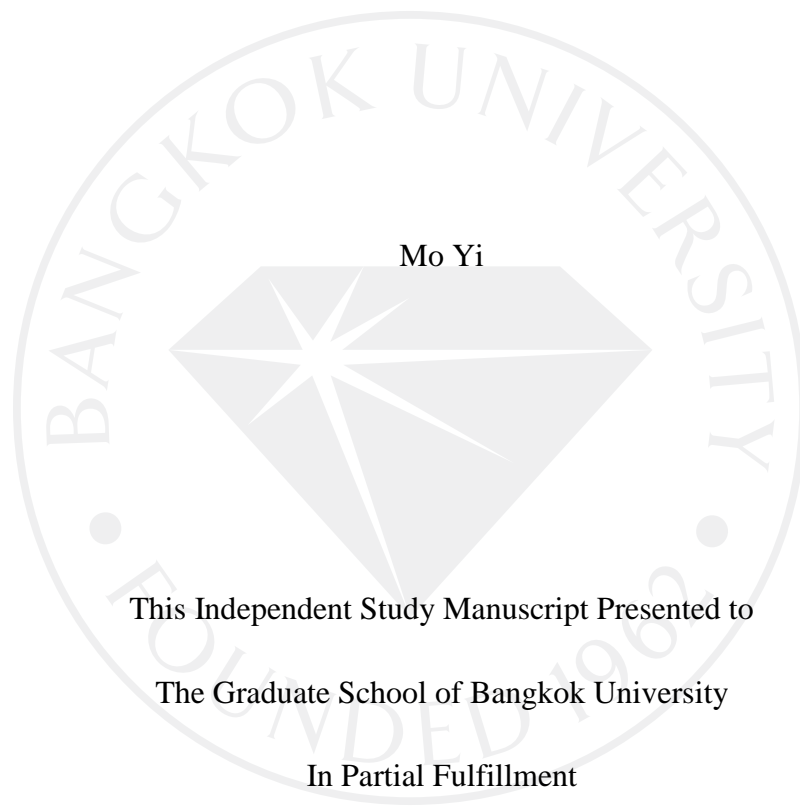 BANGKOK UNIVERSITY
Mo Yi
This Independent Study Manuscript Presented to
The Graduate School of Bangkok University
In Partial Fulfillment
• FOUNDED 1962 •